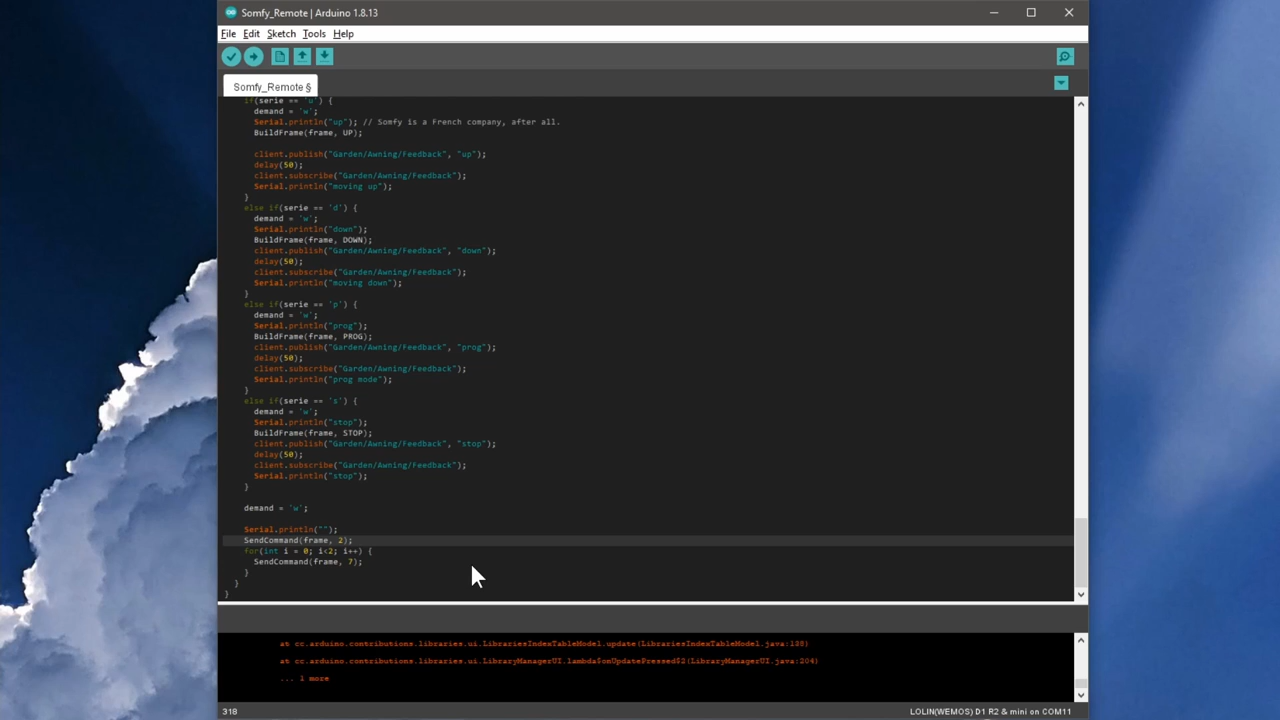 Somfy_Remote | Arduino 1.8.13
File Edit Sketch Tools Help
Somfy_Remote §
if(serie == 'u') {
demand = 'w';
Serial.println("up"); // Somfy is a French company, after all.
BuildFrame(frame, UP);
client.publish("Garden/Awning/Feedback", "up");
delay(50);
client.subscribe("Garden/Awning/Feedback");
Serial.println("moving up");
}
else if(serie == 'd') {
demand = 'w';
Serial.println("down");
BuildFrame(frame, DOWN);
client.publish("Garden/Awning/Feedback", "down");
delay(50);
client.subscribe("Garden/Awning/Feedback");
Serial.println("moving down");
}
else if(serie == 'p') {
demand = 'w';
Serial.println("prog");
BuildFrame(frame, PROG);
client.publish("Garden/Awning/Feedback", "prog");
delay(50);
client.subscribe("Garden/Awning/Feedback");
Serial.println("prog mode");
}
else if(serie == 's') {
demand = 'w';
Serial.println("stop");
BuildFrame(frame, STOP);
client.publish("Garden/Awning/Feedback", "stop");
delay(50);
client.subscribe("Garden/Awning/Feedback");
Serial.println("stop");
}
demand = 'w';
Serial.println("");
SendCommand(frame, 2);
for(int i = 0; i<2; i++) {
SendCommand(frame, 7);
}
}
}
at cc.arduino.contributions.libraries.ui.LibrariesIndexTableModel.update(LibrariesIndexTableModel.java:138)
at cc.arduino.contributions.libraries.ui.LibraryManagerUI.lambda$onUpdatePressed$2(LibraryManagerUI.java:204)
... 1 more
318 LOLIN(WEMOS) D1 R2 & mini on COM11